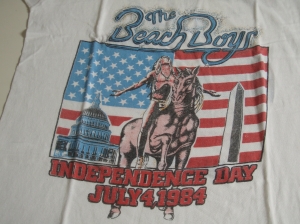 The
Beach Boys
INDEPENDENCE DAY
JULY 4, 1984